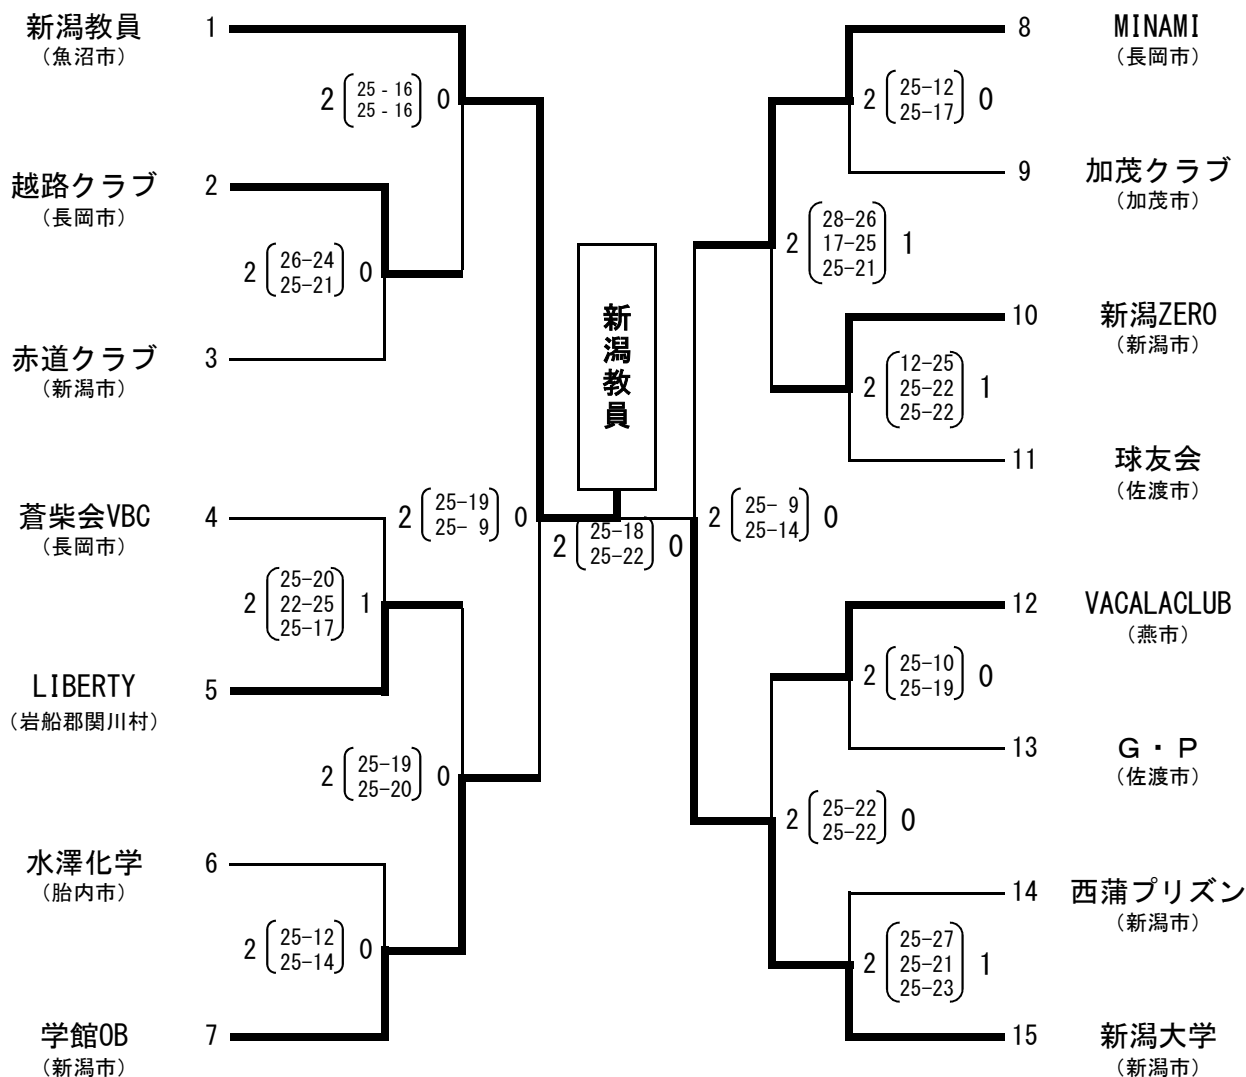 新潟教員 1
（魚沼市）
2 25 - 16 0
25 - 16
越路クラブ 2
（長岡市）
2 26-24 0
25-21
赤道クラブ 3
（新潟市）
蒼柴会VBC 4
（長岡市）
2 25-19 0
25- 9
2 25-20 1
22-25
25-17
LIBERTY 5
（岩船郡関川村）
2 25-19 0
25-20
水澤化学 6
（胎内市）
2 25-12 0
25-14
学館OB 7
（新潟市）
新潟教員
2 25-18 0
25-22
8 MINAMI
（長岡市）
2 25-12 0
25-17
9 加茂クラブ
（加茂市）
2 28-26 1
17-25
25-21
10 新潟ZERO
（新潟市）
2 12-25 1
25-22
25-22
11 球友会
（佐渡市）
2 25- 9 0
25-14
12 VACALACLUB
（燕市）
2 25-10 0
25-19
13 G・P
（佐渡市）
2 25-22 0
25-22
14 西蒲プリズン
（新潟市）
2 25-27 1
25-21
25-23
15 新潟大学
（新潟市）